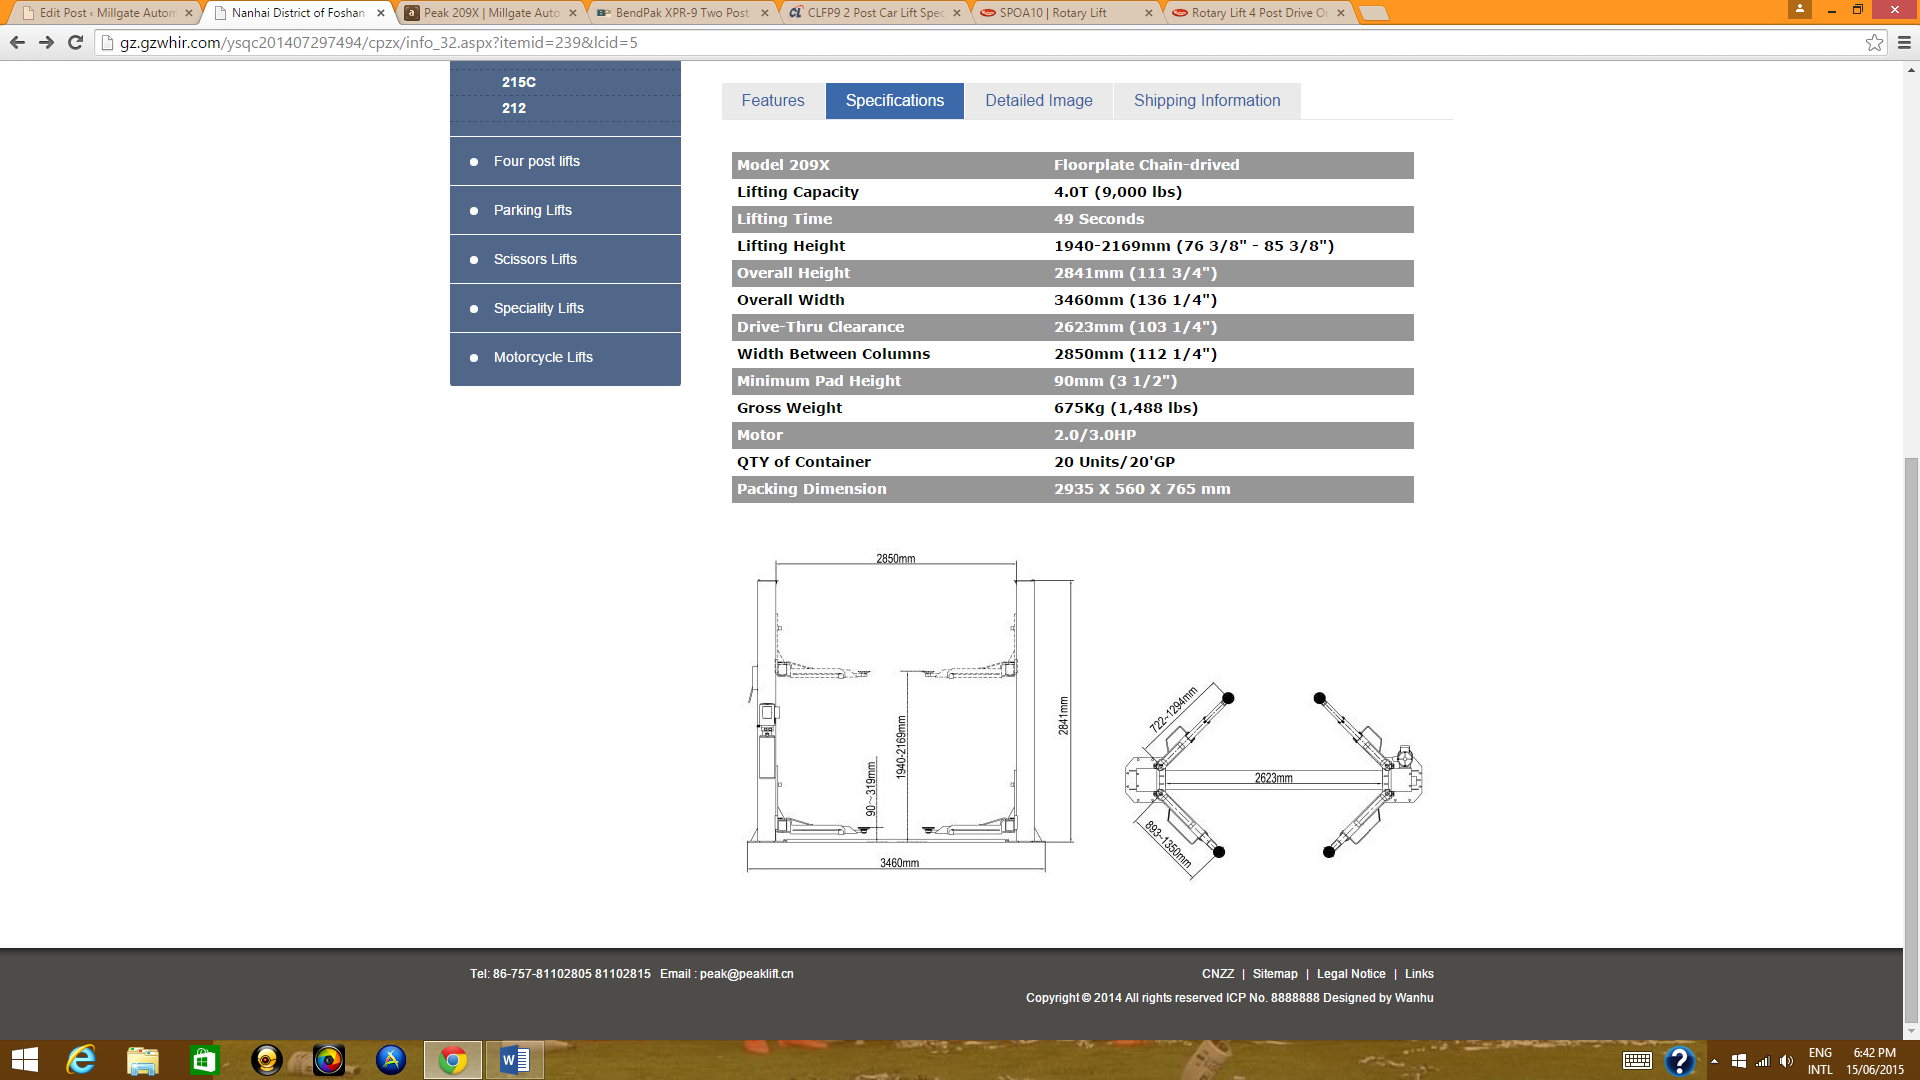 Edit Post ‹ Millgate Autom
Nanhai District of Foshan
Peak 209X | Millgate Auto
BendPak XPR-9 Two Post
CLFP9 2 Post Car Lift Spec
SPOA10 | Rotary Lift
Rotary Lift 4 Post Drive O
gz.gzwhir.com/ysqc201407297494/cpzx/info_32.aspx?itemid=239&lcid=5
215C
212
Four post lifts
Parking Lifts
Scissors Lifts
Speciality Lifts
Motorcycle Lifts
Features Specifications Detailed Image Shipping Information
Model 209X Floorplate Chain-drived
Lifting Capacity 4.0T (9,000 lbs)
Lifting Time 49 Seconds
Lifting Height 1940-2169mm (76 3/8" - 85 3/8")
Overall Height 2841mm (111 3/4")
Overall Width 3460mm (136 1/4")
Drive-Thru Clearance 2623mm (103 1/4")
Width Between Columns 2850mm (112 1/4")
Minimum Pad Height 90mm (3 1/2")
Gross Weight 675Kg (1,488 lbs)
Motor 2.0/3.0HP
QTY of Container 20 Units/20'GP
Packing Dimension 2935 X 560 X 765 mm
2850mm
2841mm
1940-2169mm
90~319mm
3460mm
722-1294mm
2623mm
893-1350mm
Tel: 86-757-81102805 81102815 Email : peak@peaklift.cn
CNZZ | Sitemap | Legal Notice | Links
Copyright © 2014 All rights reserved ICP No. 8888888 Designed by Wanhu
ENG
INTL
6:42 PM
15/06/2015